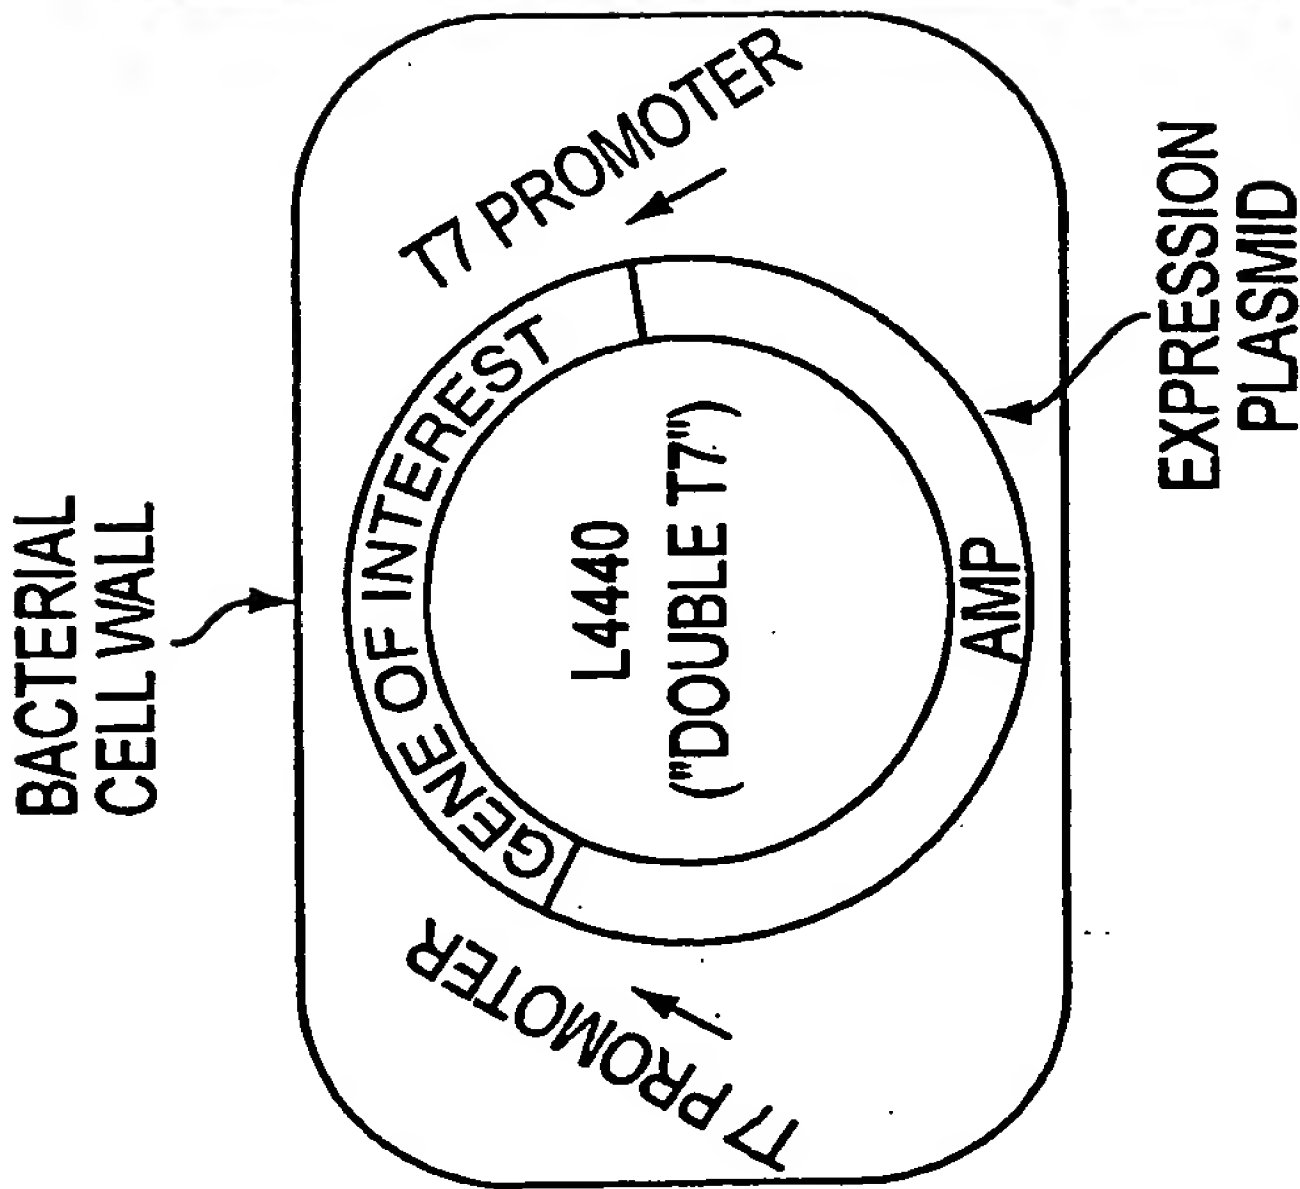 BACTERIAL
CELL WALL
T7 PROMOTER
T7 PROMOTER
GENE OF INTEREST
L4440
("DOUBLE T7")
AMP
EXPRESSION
PLASMID